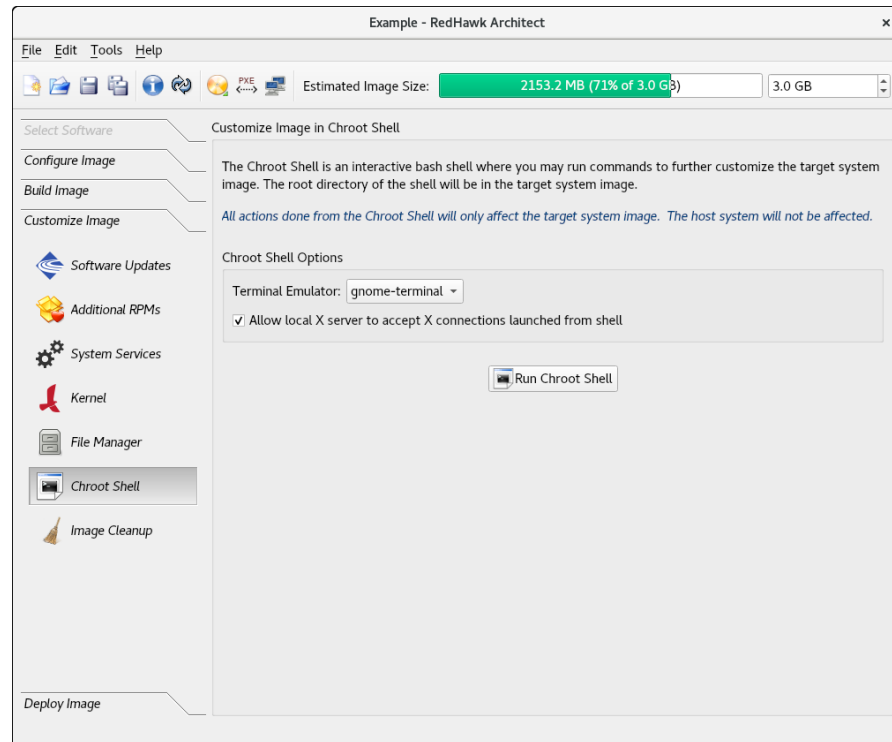 Example - RedHawk Architect
File Edit Tools Help
PXE
Estimated Image Size:
2153.2 MB (71% of 3.0 GB)
3.0 GB
Select Software
Configure Image
Build Image
Customize Image
Software Updates
Additional RPMs
System Services
Kernel
File Manager
Chroot Shell
Image Cleanup
Deploy Image
Customize Image in Chroot Shell
The Chroot Shell is an interactive bash shell where you may run commands to further customize the target system
image. The root directory of the shell will be in the target system image.
All actions done from the Chroot Shell will only affect the target system image. The host system will not be affected.
Chroot Shell Options
Terminal Emulator: gnome-terminal
Allow local X server to accept X connections launched from shell
Run Chroot Shell